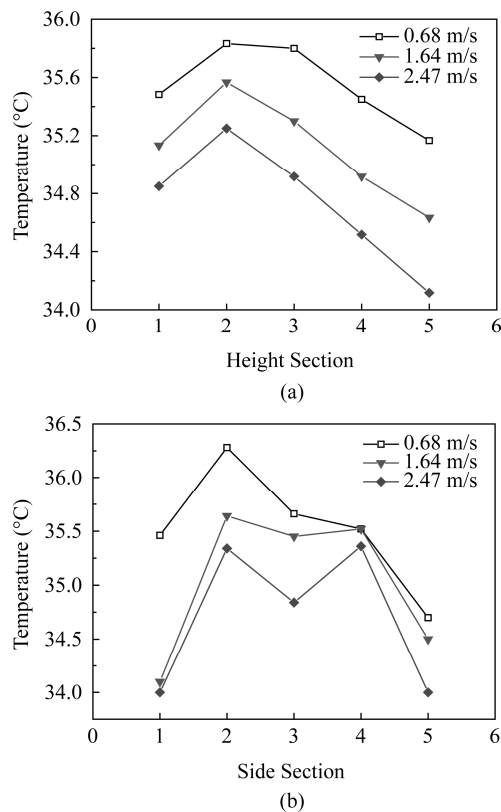 36.0
35.6
35.2
34.8
34.4
34.0
Temperature (°C)
0.68 m/s
1.64 m/s
2.47 m/s
0 1 2 3 4 5 6
Height Section
(a)
36.5
36.0
35.5
35.0
34.5
34.0
Temperature (°C)
0.68 m/s
1.64 m/s
2.47 m/s
0 1 2 3 4 5 6
Side Section
(b)